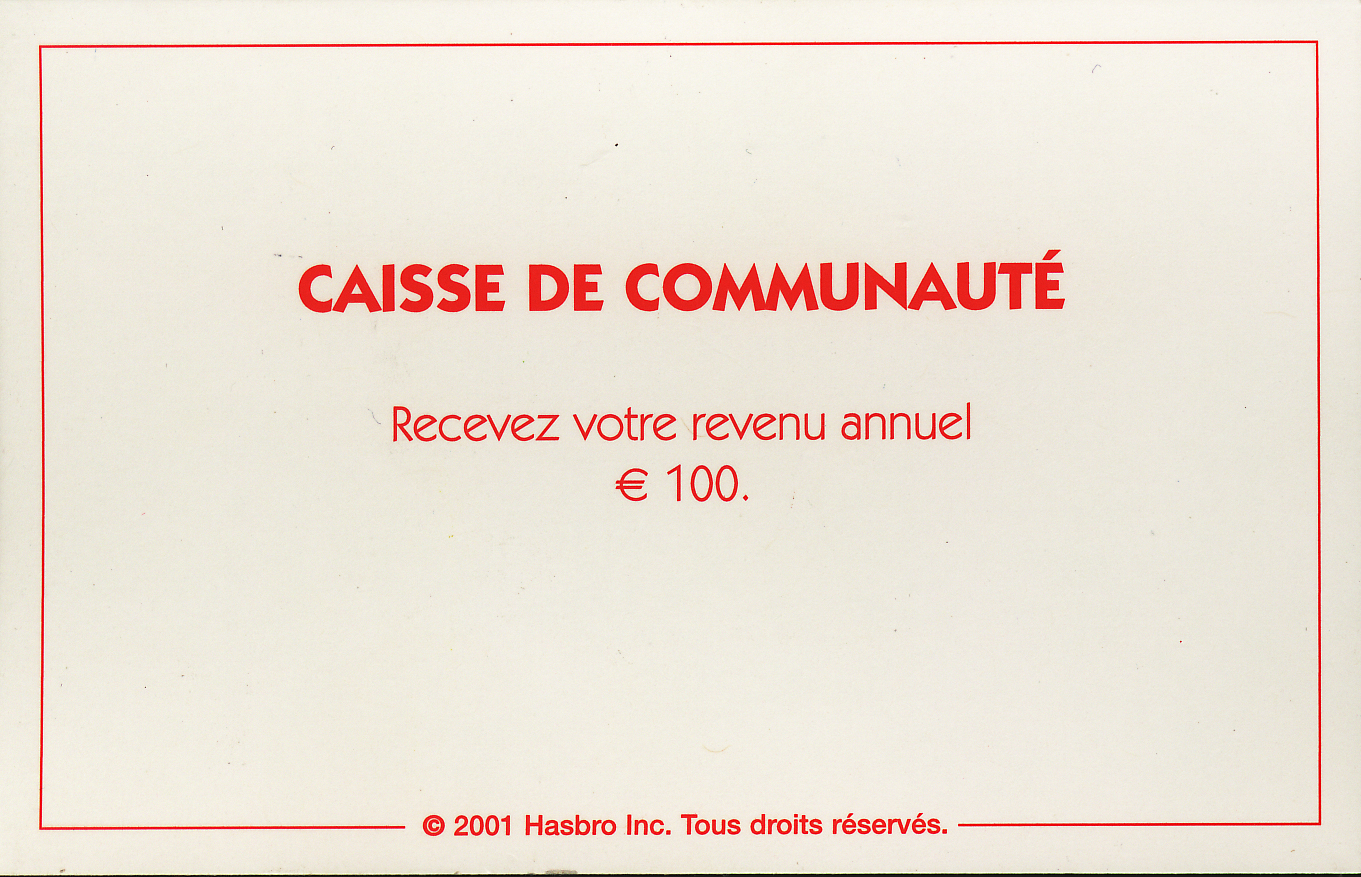 CAISSE DE COMMUNAUTÉ
Recevez votre revenu annuel
€ 100.
© 2001 Hasbro Inc. Tous droits réservés.